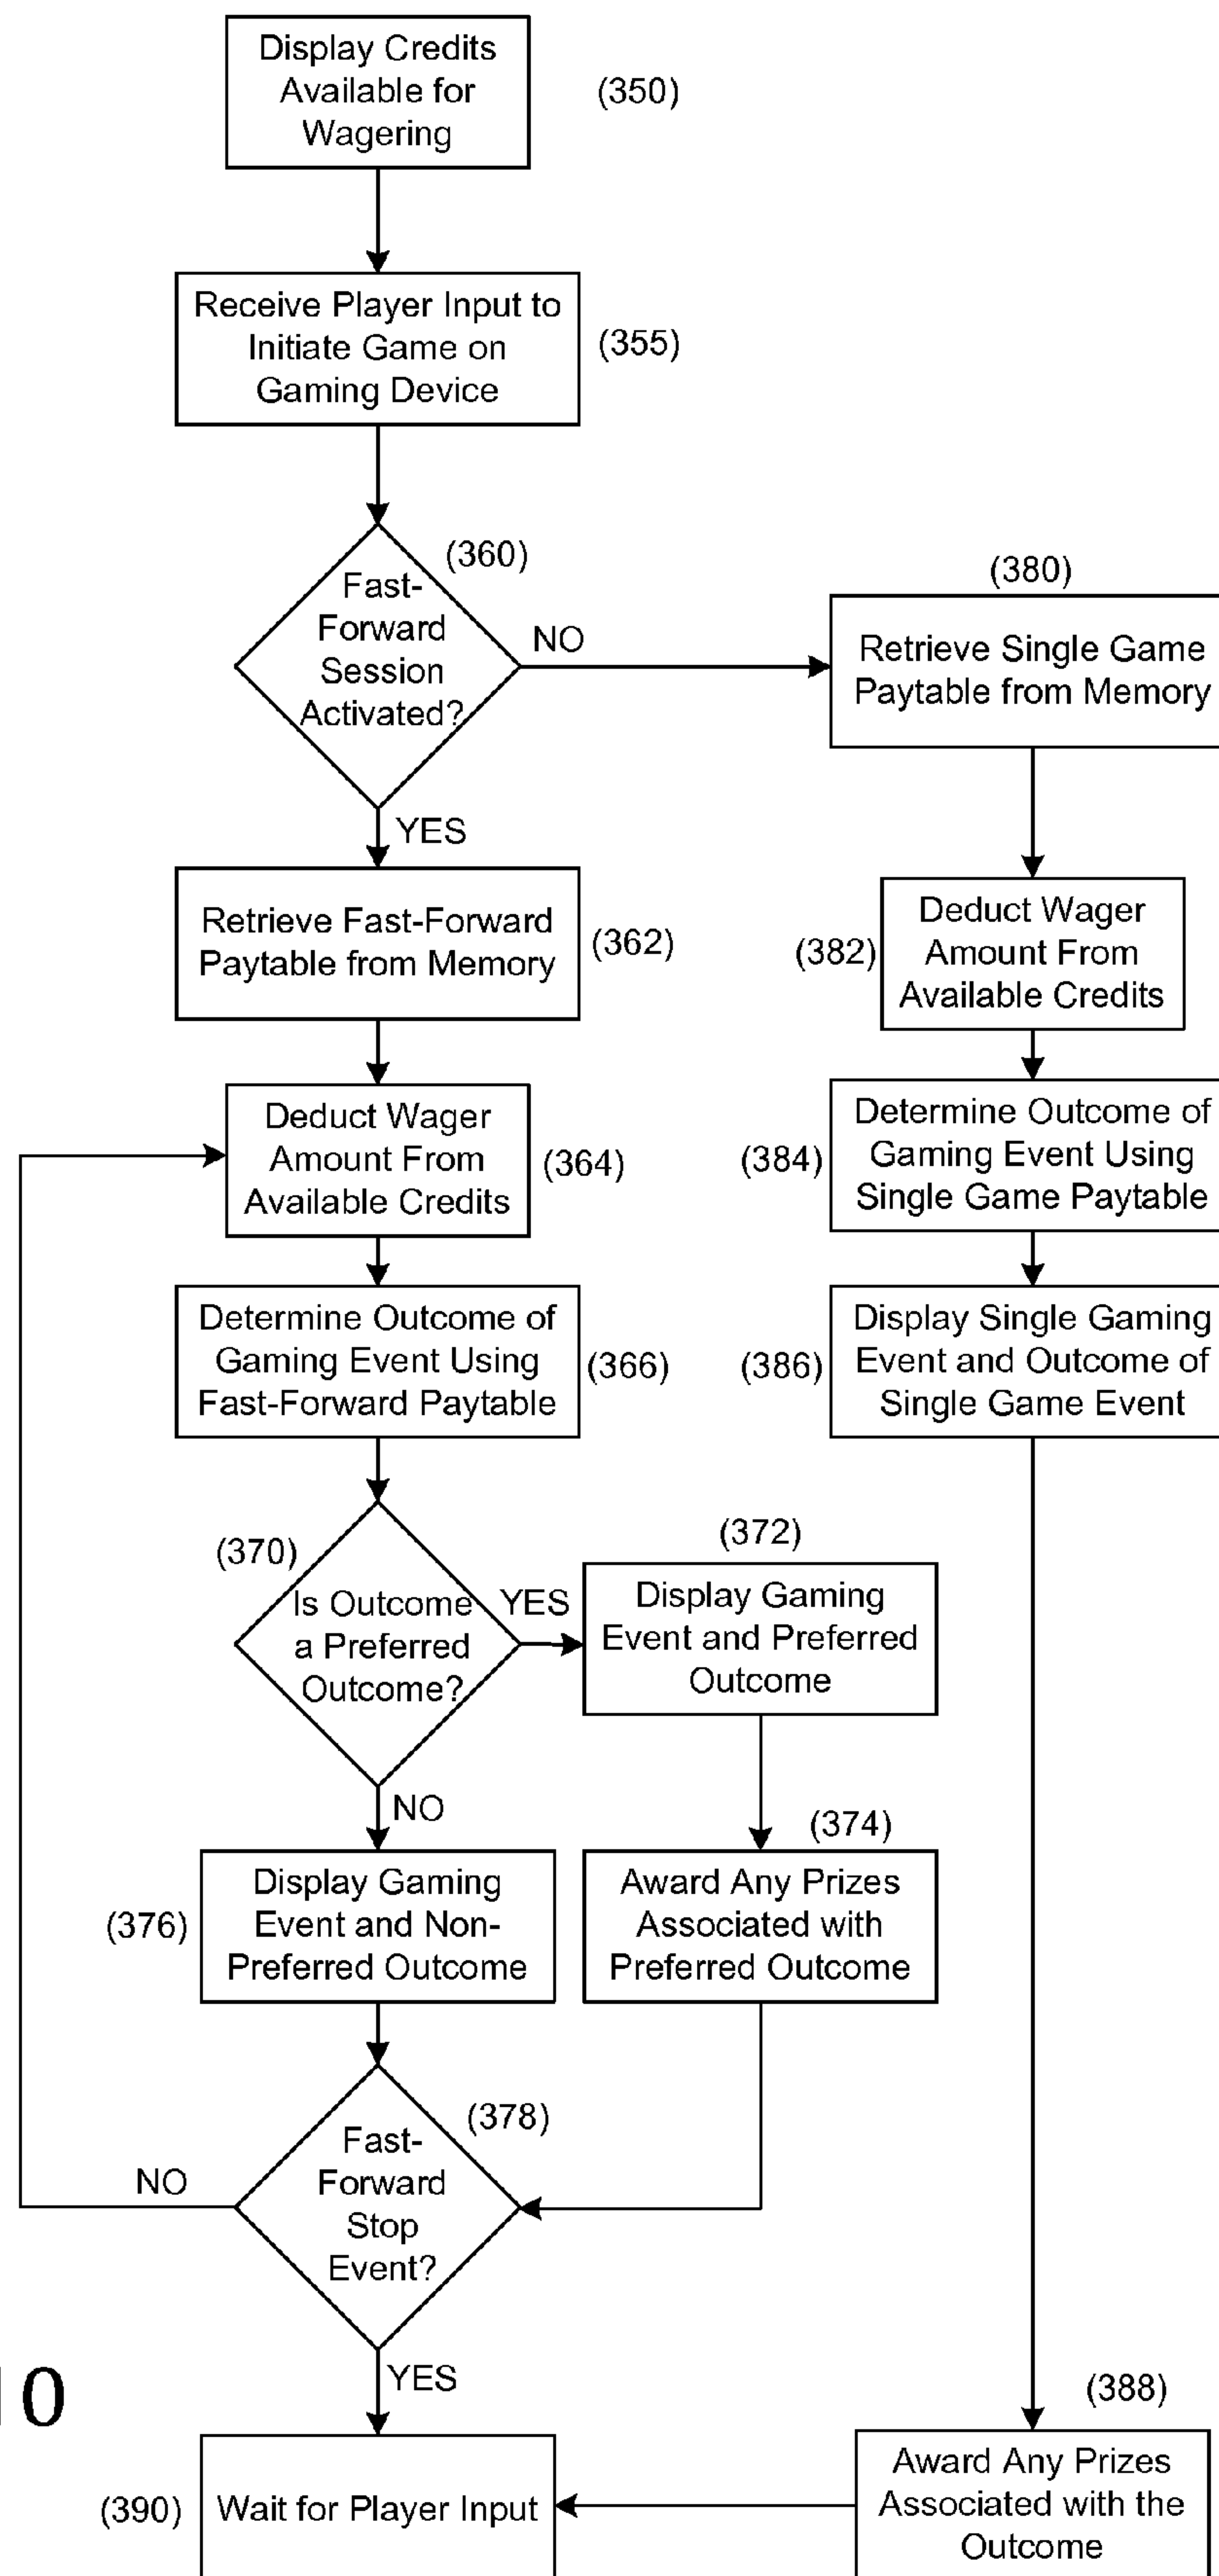 Display Credits
Available for
Wagering
(350)
Receive Player Input to
Initiate Game on
Gaming Device
(355)
(360)
Fast-
Forward
Session
Activated?
NO
YES
(380)
Retrieve Single Game
Paytable from Memory
Retrieve Fast-Forward
Paytable from Memory
(362)
(382)
Deduct Wager
Amount From
Available Credits
Deduct Wager
Amount From
Available Credits
(364)
(384)
Determine Outcome of
Gaming Event Using
Single Game Paytable
Determine Outcome of
Gaming Event Using
Fast-Forward Paytable
(366)
(386)
Display Single Gaming
Event and Outcome of
Single Game Event
(370)
Is Outcome
a Preferred
Outcome?
YES
(372)
Display Gaming
Event and Preferred
Outcome
NO
(374)
Award Any Prizes
Associated with
Preferred Outcome
(376)
Display Gaming
Event and Non-
Preferred Outcome
(378)
Fast-
Forward
Stop
Event?
NO
YES
10
(388)
Award Any Prizes
Associated with the
Outcome
(390)
Wait for Player Input